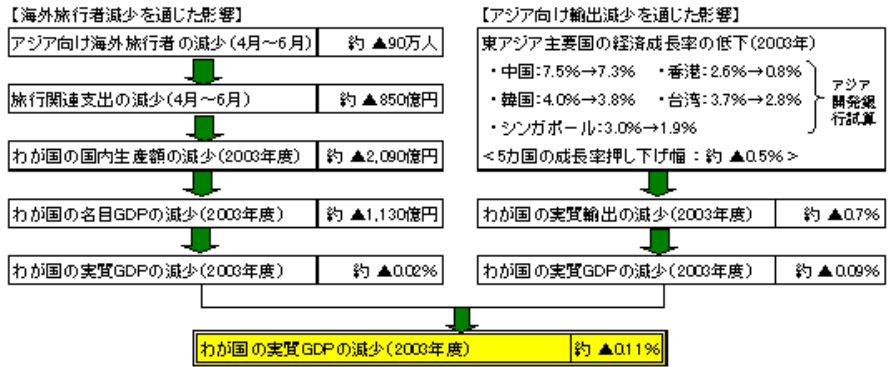 【海外旅行者減少を通じた影響】
アジア向け海外旅行者の減少(4月～6月) 約 ▲90万人
旅行関連支出の減少(4月～6月) 約 ▲850億円
わが国の国内生産額の減少(2003年度) 約 ▲2,090億円
わが国の名目GDPの減少(2003年度) 約 ▲1,130億円
わが国の実質GDPの減少(2003年度) 約 ▲0.02%
【アジア向け輸出減少を通じた影響】
東アジア主要国の経済成長率の低下(2003年)
・中国:7.5%→7.3% ・香港:2.6%→0.8%
・韓国:4.0%→3.8% ・台湾:3.7%→2.8%
・シンガポール:3.0%→1.9%
アジア
開発銀
行試算
<5カ国の成長率押し下げ幅:約 ▲0.5%>
わが国の実質輸出の減少(2003年度) 約 ▲0.7%
わが国の実質GDPの減少(2003年度) 約 ▲0.09%
わが国の実質GDPの減少(2003年度) 約 ▲0.11%